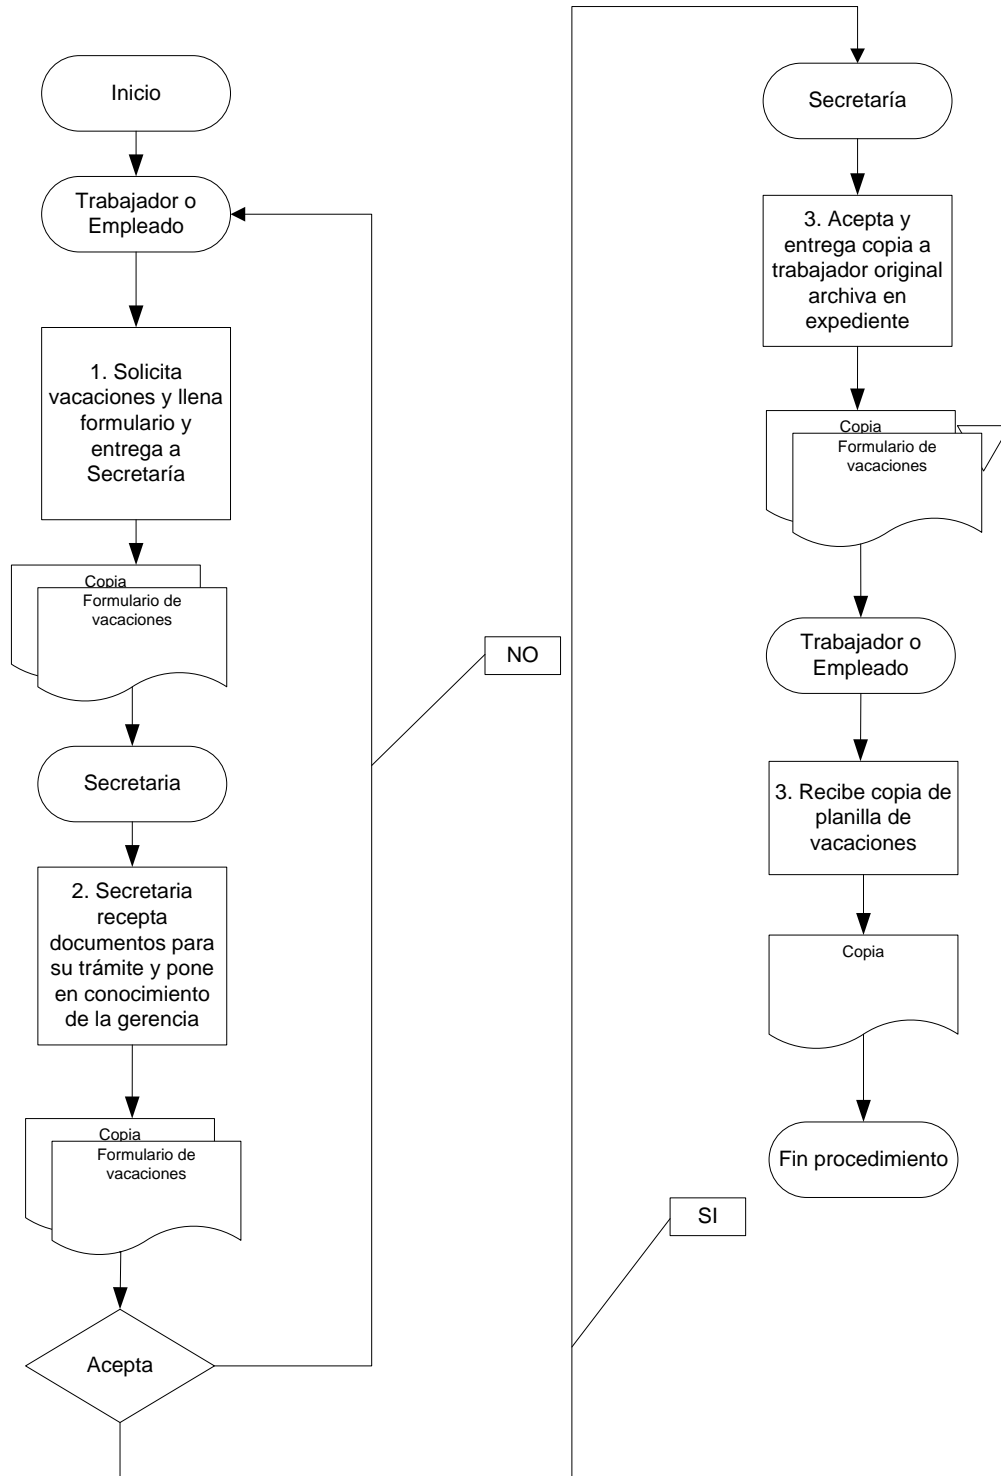 Inicio
Trabajador o
Empleado
1. Solicita
vacaciones y llena
formulario y
entrega a
Secretaría
Copia
Formulario de
vacaciones
Secretaria
2. Secretaria
recepta
documentos para
su trámite y pone
en conocimiento
de la gerencia
Copia
Formulario de
vacaciones
Acepta
NO
SI
Secretaría
3. Acepta y
entrega copia a
trabajador original
archiva en
expediente
Copia
Formulario de
vacaciones
Trabajador o
Empleado
3. Recibe copia de
planilla de
vacaciones
Copia
Fin procedimiento